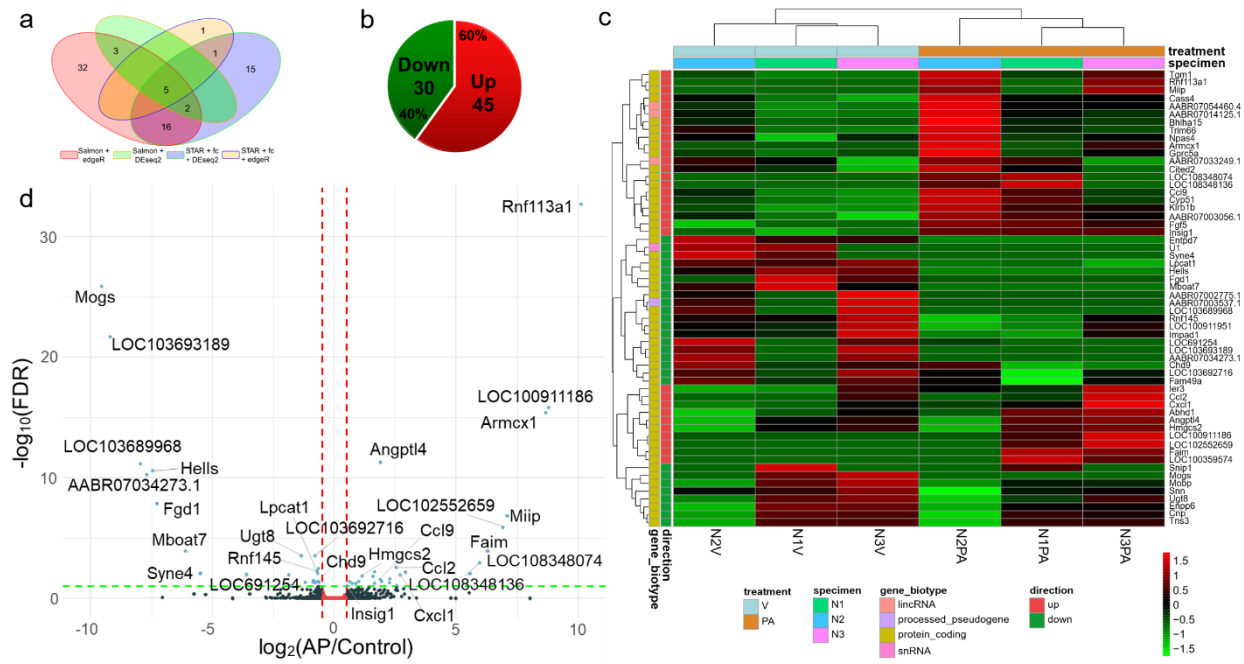 a
32
3
1
1
15
5
2
16
Salmon + edgeR
Salmon + DEseq2
STAR + fc + DEseq2
STAR + fc + edgeR
b
Down
30
40%
60%
Up
45
c
treatment
specimen
Tgm1
Rnf113a1
Miip
Cass4
AABR07054460.4
AABR07014125.1
Bhlha15
Trim66
Npas4
Armcx1
Gprc5a
AABR07033249.1
Cited2
LOC108348074
LOC108348136
Ccl9
Cyp51
Klrb1b
AABR07003056.1
Fgf5
Insig1
Entpd7
U1
Syne4
Lpcat1
Hells
Fgd1
Mboat7
AABR07002775.1
AABR07003537.1
LOC103689968
Rnf145
LOC100911951
Impad1
LOC691254
LOC103693189
AABR07034273.1
Chd9
LOC103692716
Fam49a
Ier3
Ccl2
Cxcl1
Abhd1
Angptl4
Hmgcs2
LOC100911186
LOC102552659
Faim
LOC100359574
Snip1
Mogs
Mobp
Snn
Ugt8
Enpp6
Cnp
Tns3
gene_biotype
direction
N2V
N1V
N3V
N2PA
N1PA
N3PA
treatment
V
PA
specimen
N1
N2
N3
gene_biotype
lincRNA
processed_pseudogene
protein_coding
snRNA
direction
up
down
1.5
1
0.5
0
−0.5
−1
−1.5
d
-log10(FDR)
30
20
10
0
Rnf113a1
Mogs
LOC103693189
LOC100911186
Armcx1
Angptl4
LOC103689968
Hells
AABR07034273.1
Fgd1
Lpcat1
LOC102552659
Miip
LOC103692716
Ccl9
Mboat7
Ugt8
Faim
Rnf145
Chd9
Hmgcs2
LOC108348074
Syne4
Ccl2
LOC691254
LOC108348136
Insig1
Cxcl1
-10
-5
0
5
10
log2(AP/Control)